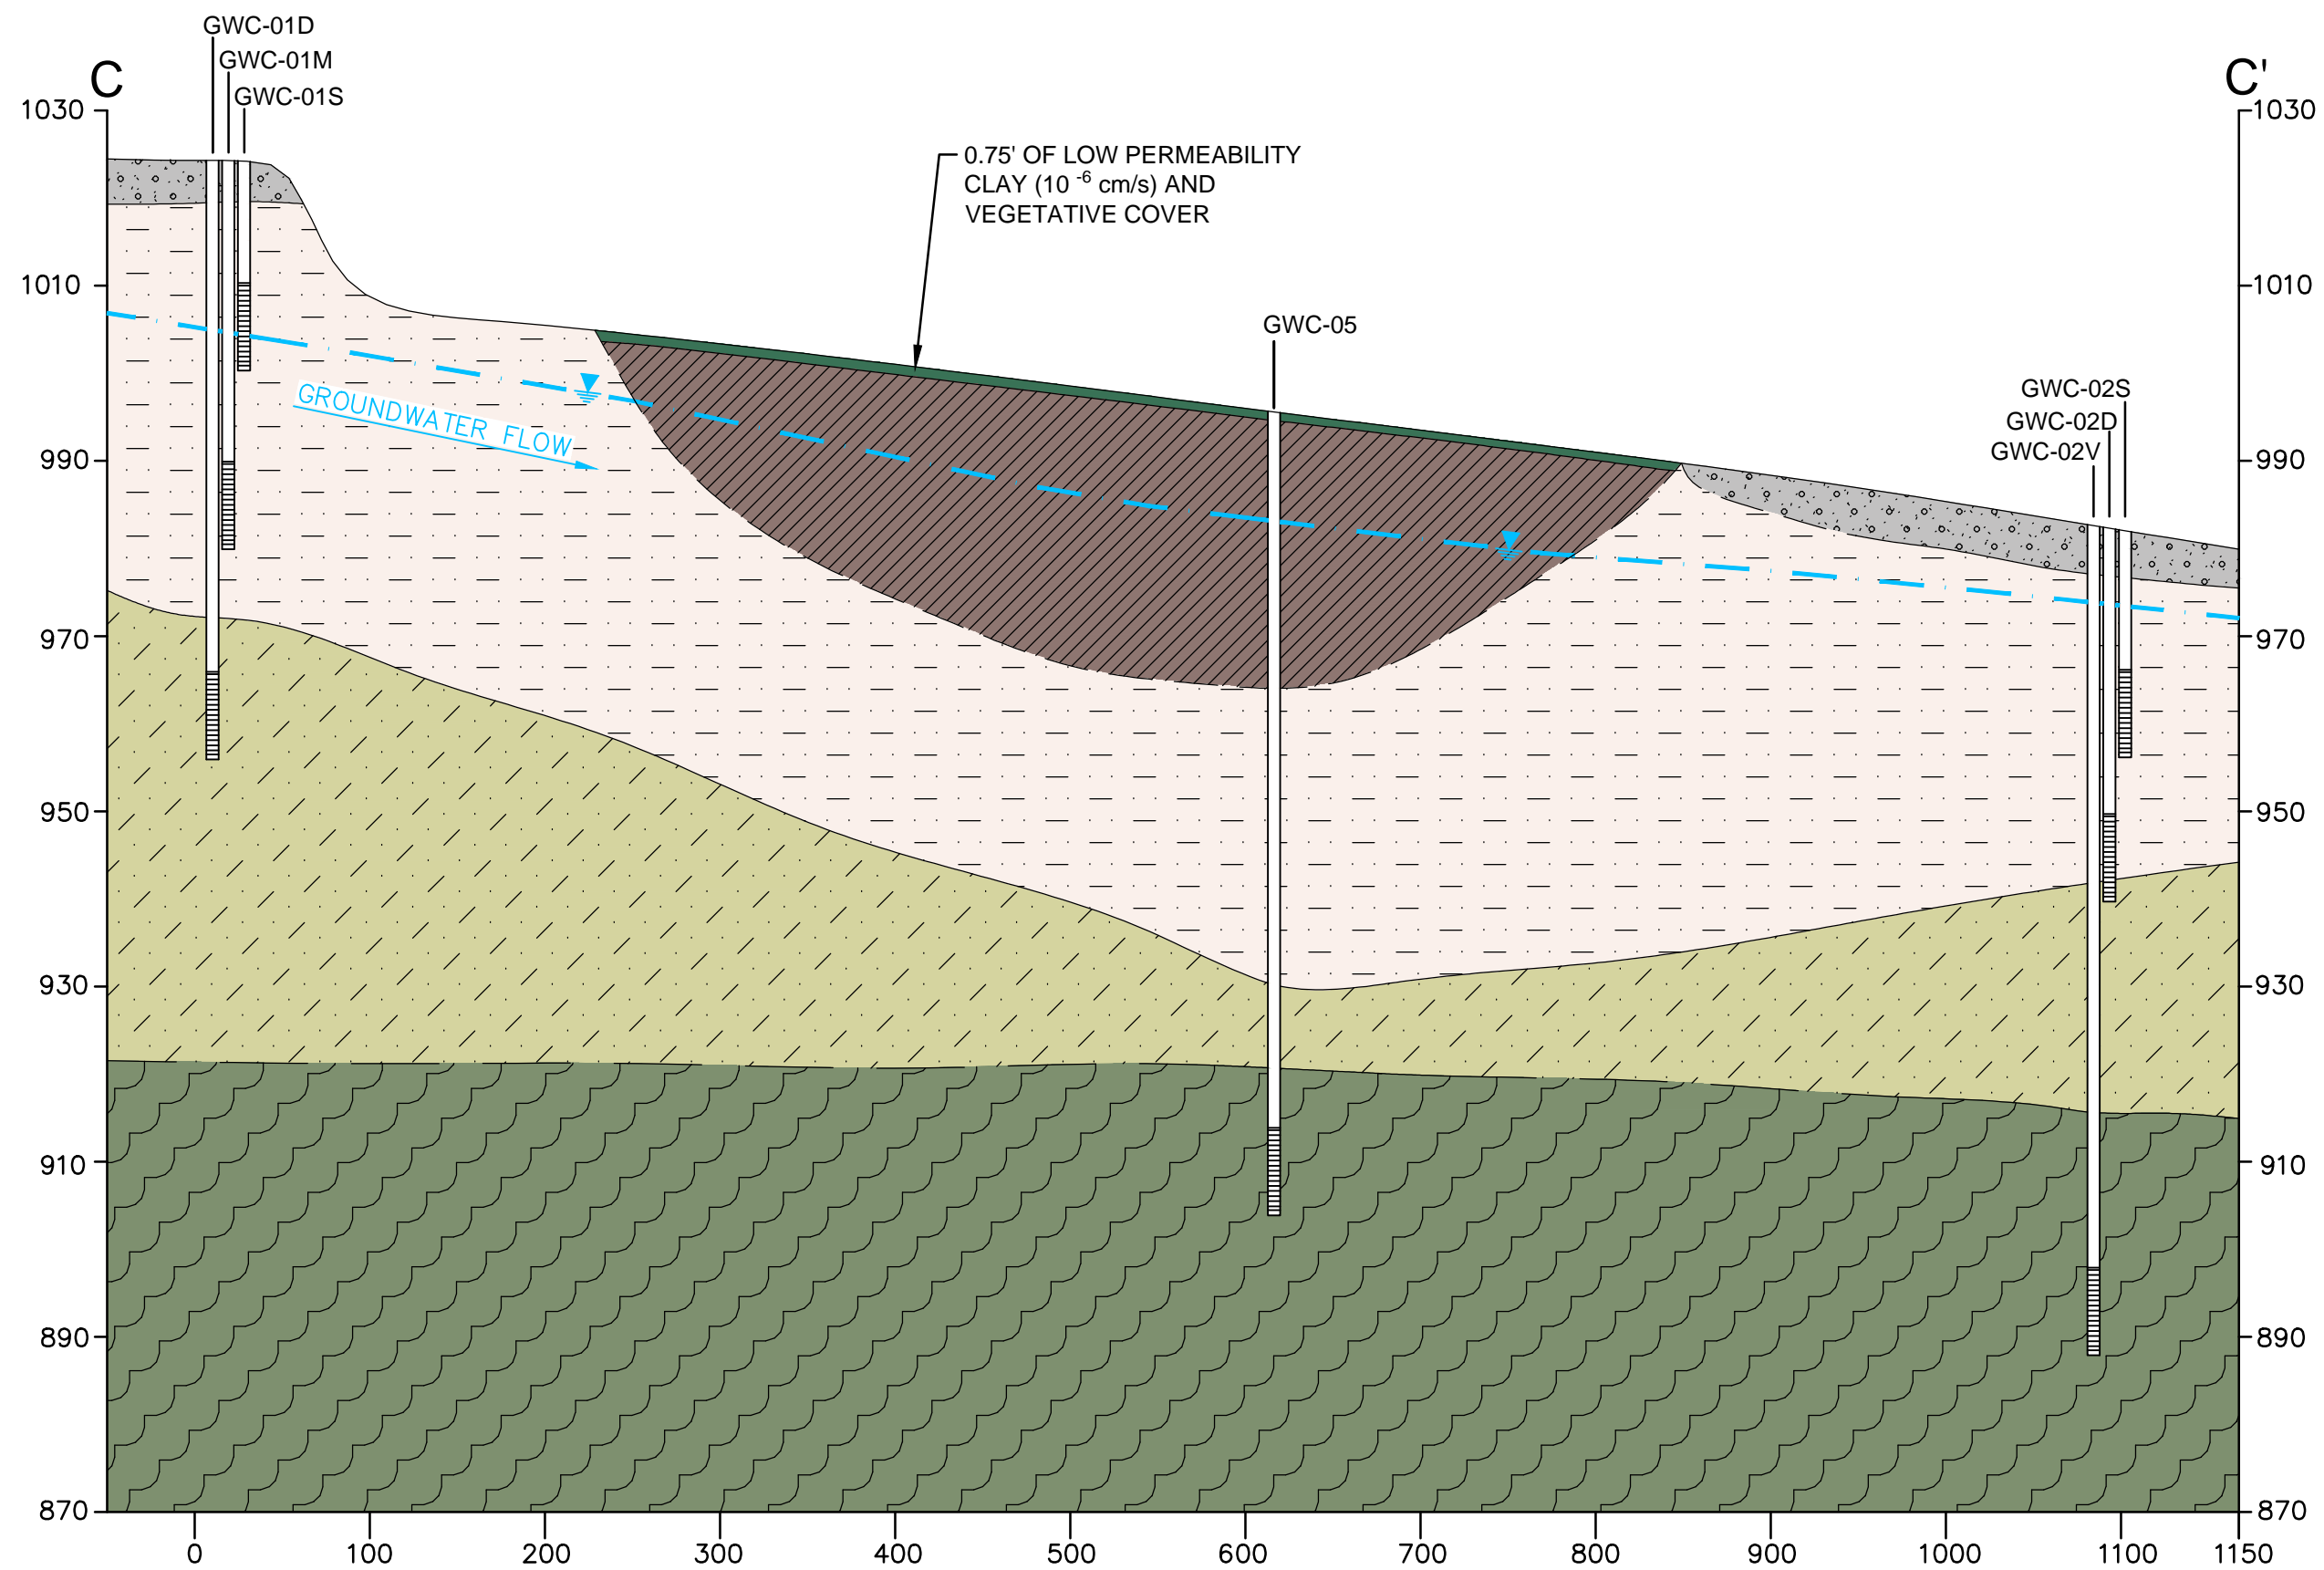 GWC-01D
GWC-01M
GWC-01S
C
C'
1030
1030
0.75' OF LOW PERMEABILITY
CLAY (10 -6 cm/s) AND
VEGETATIVE COVER
1010
1010
GWC-05
GROUNDWATER FLOW
GWC-02S
GWC-02D
GWC-02V
990
990
970
970
950
950
930
930
910
910
890
890
870
870
0 100 200 300 400 500 600 700 800 900 1000 1100 1150